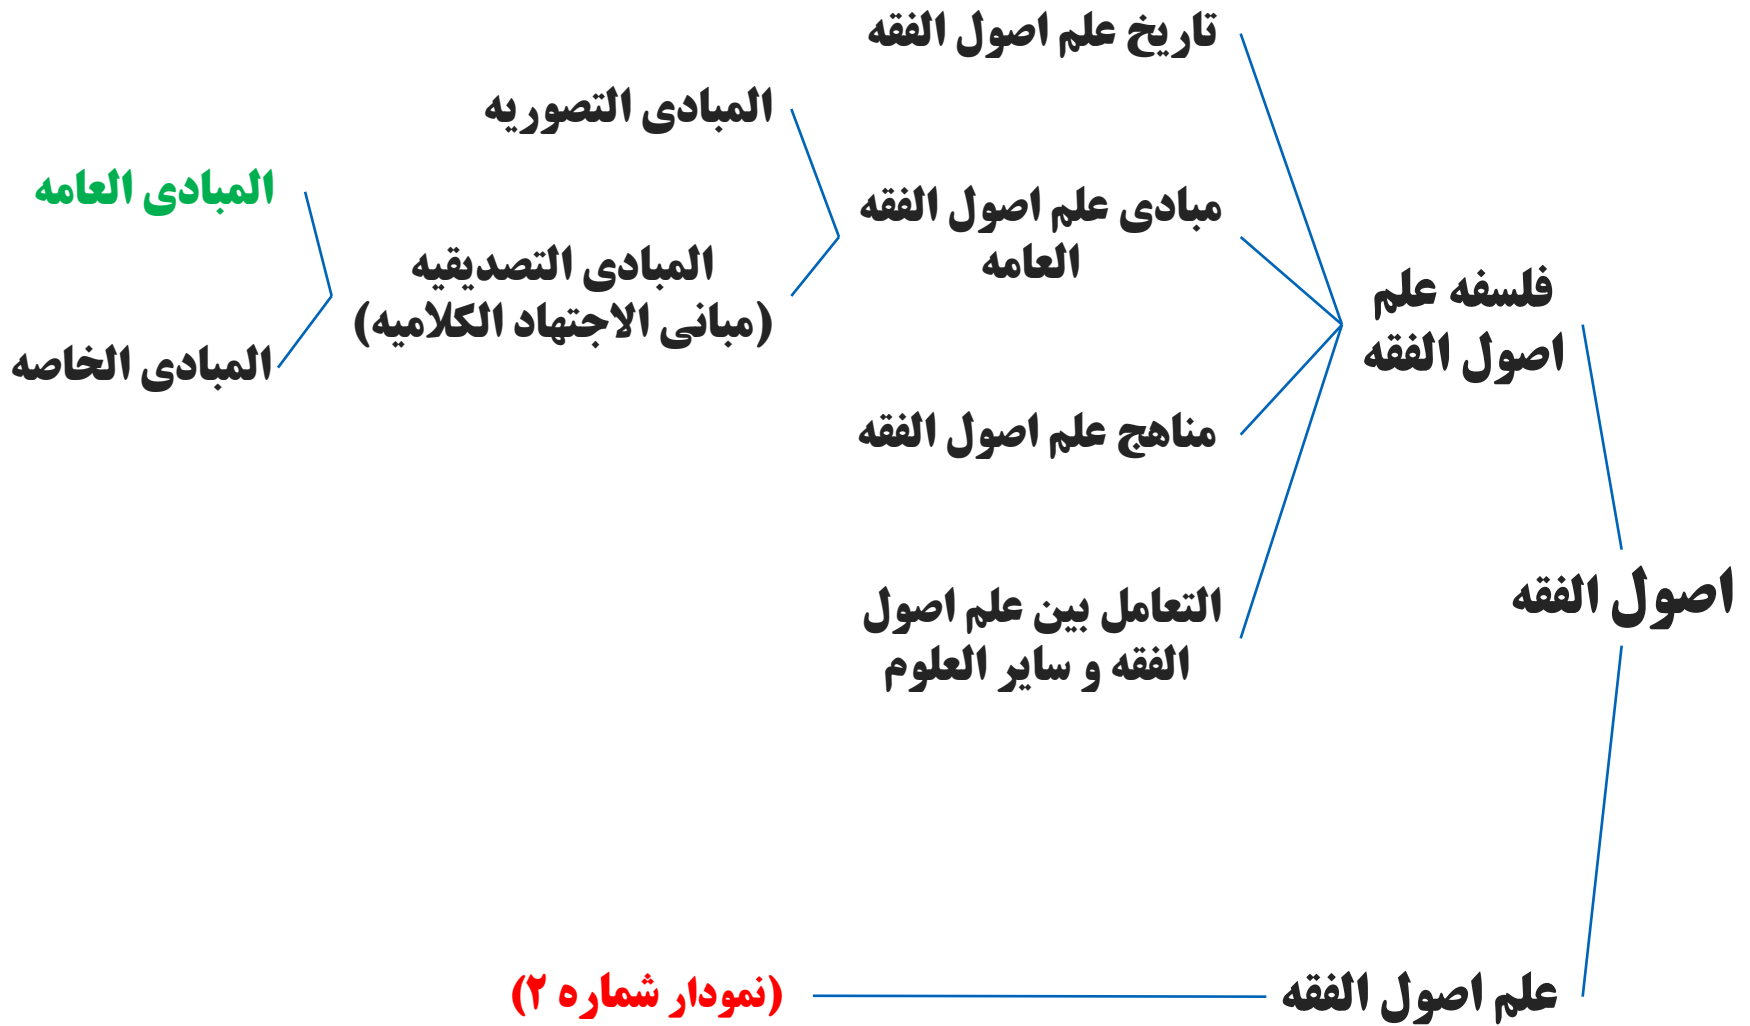 تاریخ علم اصول الفقه
المبادی التصوریه
المبادی العامه
مبادی علم اصول الفقه
العامه
المبادی التصدیقیه
(مبانی الاجتهاد الکلامیه)
فلسفه علم
اصول الفقه
المبادی الخاصه
مناهج علم اصول الفقه
اصول الفقه
التعامل بین علم اصول
الفقه و سایر العلوم
علم اصول الفقه
(نمودار شماره ۲)